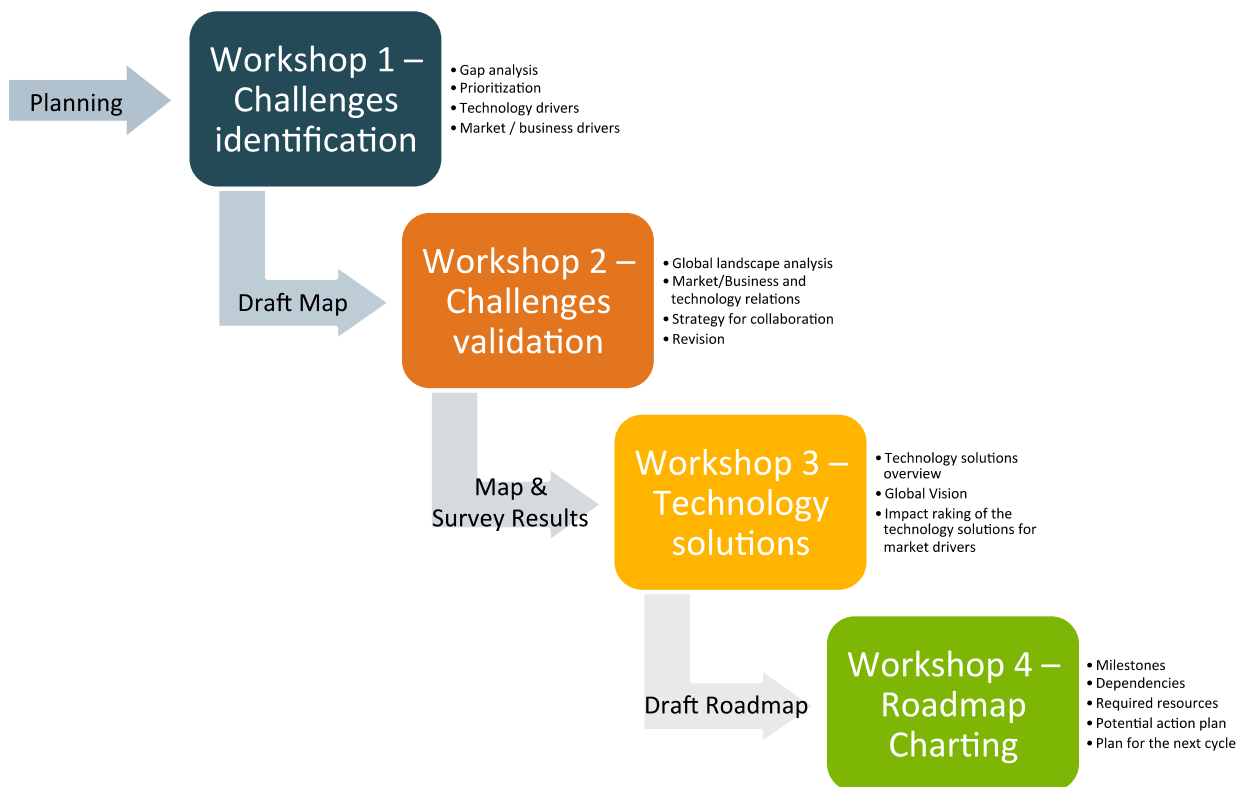 Planning
Workshop 1 –
Challenges
identification
• Gap analysis
• Prioritization
• Technology drivers
• Market / business drivers
Draft Map
Workshop 2 –
Challenges
validation
• Global landscape analysis
• Market/Business and
technology relations
• Strategy for collaboration
• Revision
Map &
Survey Results
Workshop 3 –
Technology
solutions
• Technology solutions
overview
• Global Vision
• Impact raking of the
technology solutions for
market drivers
Draft Roadmap
Workshop 4 –
Roadmap
Charting
• Milestones
• Dependencies
• Required resources
• Potential action plan
• Plan for the next cycle